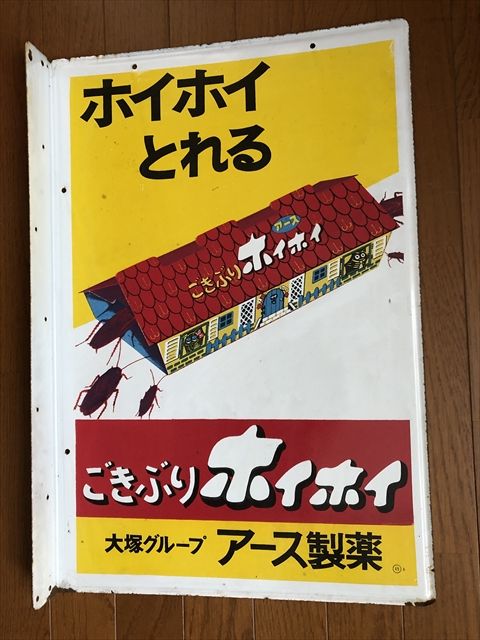 ホイホイ
とれる
アース
ごきぶりホイホイ
ごきぶりホイホイ
大塚グループ アース製薬